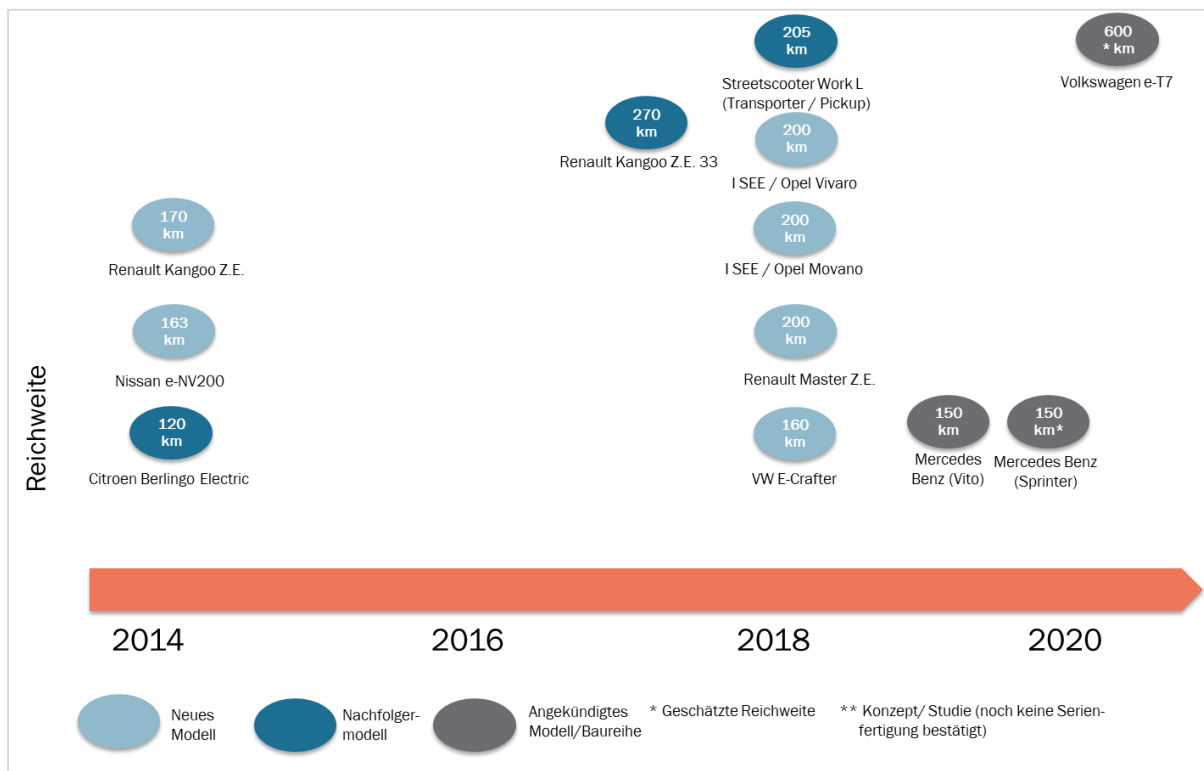 205
km
Streetscooter Work L
(Transporter / Pickup)
600
* km
Volkswagen e-T7
270
km
Renault Kangoo Z.E. 33
200
km
I SEE / Opel Vivaro
170
km
Renault Kangoo Z.E.
200
km
I SEE / Opel Movano
163
km
Nissan e-NV200
200
km
Renault Master Z.E.
Reichweite
120
km
Citroen Berlingo Electric
160
km
VW E-Crafter
150
km
Mercedes
Benz (Vito)
150
km*
Mercedes Benz
(Sprinter)
2014
2016
2018
2020
Neues
Modell
Nachfolger-
modell
Angekündigtes
Modell/Baureihe
* Geschätzte Reichweite
** Konzept/ Studie (noch keine Serien-
fertigung bestätigt)